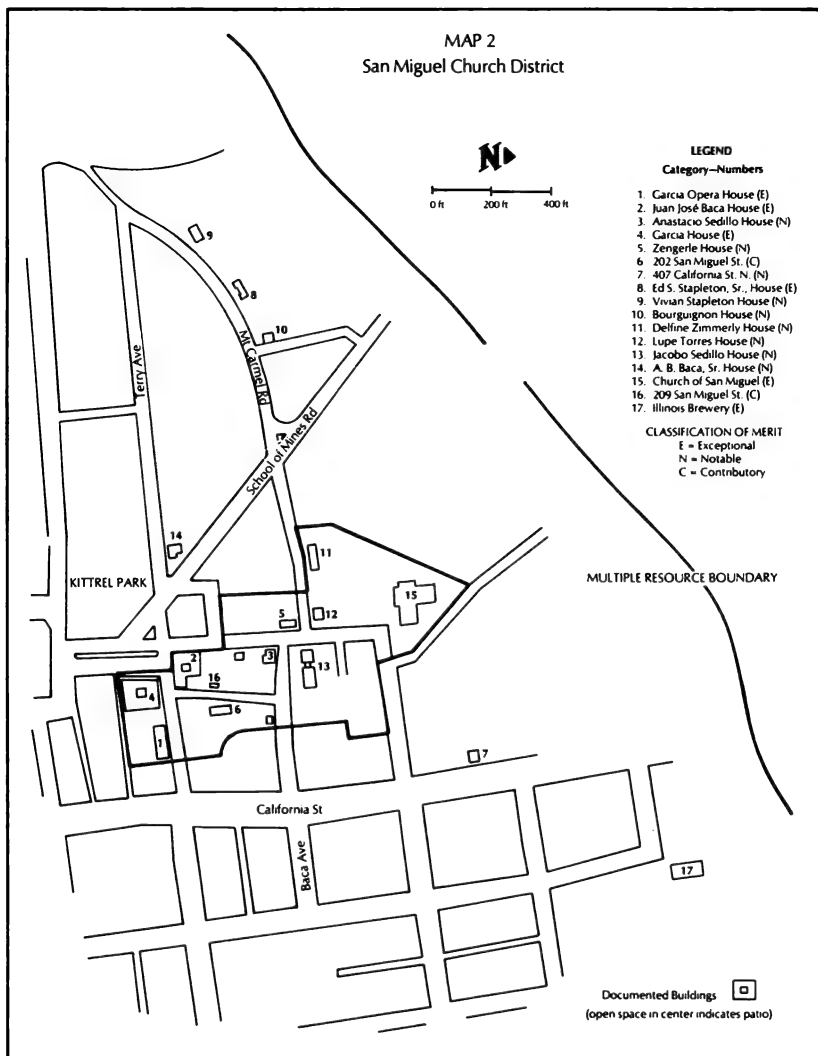 MAP 2
San Miguel Church District
N
0 ft 200 ft 400 ft
LEGEND
Category—Numbers
1. Garcia Opera House (E)
2. Juan José Baca House (E)
3. Anastacio Sedillo House (N)
4. Garcia House (E)
5. Zengerle House (N)
6 202 San Miguel St. (C)
7. 407 California St. N. (N)
8. Ed S. Stapleton, Sr., House (E)
9. Vivian Stapleton House (N)
10. Bourguignon House (N)
11. Delfine Zimmerly House (N)
12. Lupe Torres House (N)
13. Jacobo Sedillo House (N)
14. A. B. Baca, Sr. House (N)
15. Church of San Miguel (E)
16. 209 San Miguel St. (C)
17. Illinois Brewery (E)
CLASSIFICATION OF MERIT
E = Exceptional
N = Notable
C = Contributory
9
8
10
Mt Carmel Rd
Terry Ave
School of Mines Rd
14
11
KITTREL PARK
MULTIPLE RESOURCE BOUNDARY
15
5
12
2
3
13
16
4
6
1
7
California St
Baca Ave
17
Documented Buildings
(open space in center indicates patio)